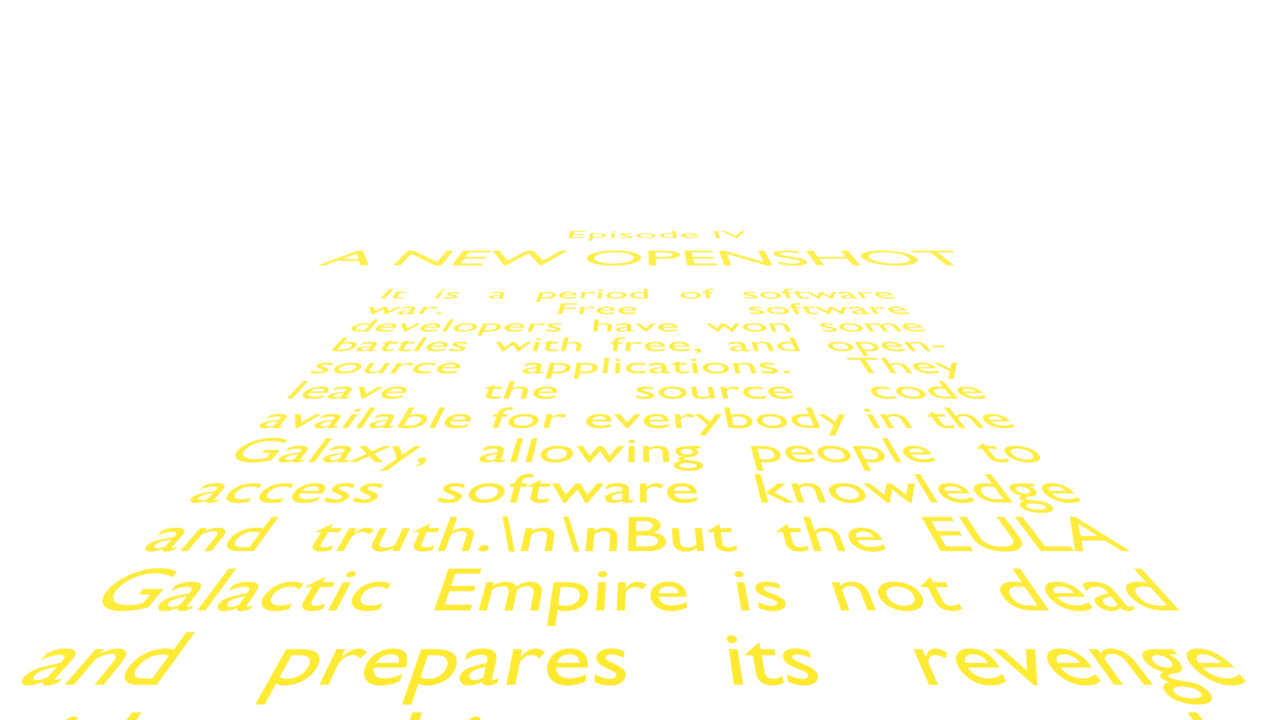 Episode IV
A NEW OPENSHOT
It is a period of software
war. Free software
developers have won some
battles with free, and open-
source applications. They
leave the source code
available for everybody in the
Galaxy, allowing people to
access software knowledge
and truth.\n\nBut the EULA
Galactic Empire is not dead
and prepares its revenge